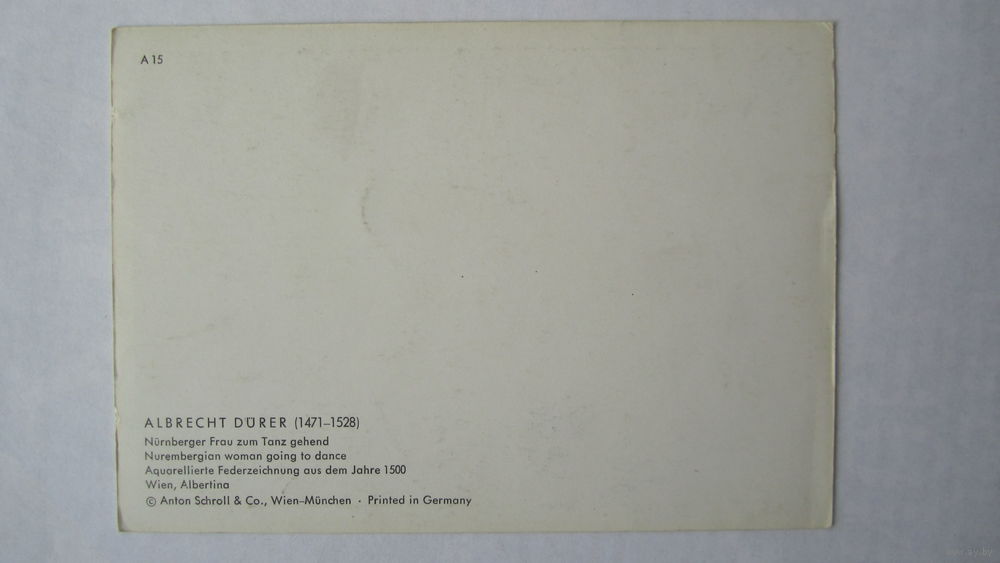 A 15
ALBRECHT DÜRER (1471–1528)
Nürnberger Frau zum Tanz gehend
Nurembergian woman going to dance
Aquarellierte Federzeichnung aus dem Jahre 1500
Wien, Albertina
© Anton Schroll & Co., Wien–München · Printed in Germany